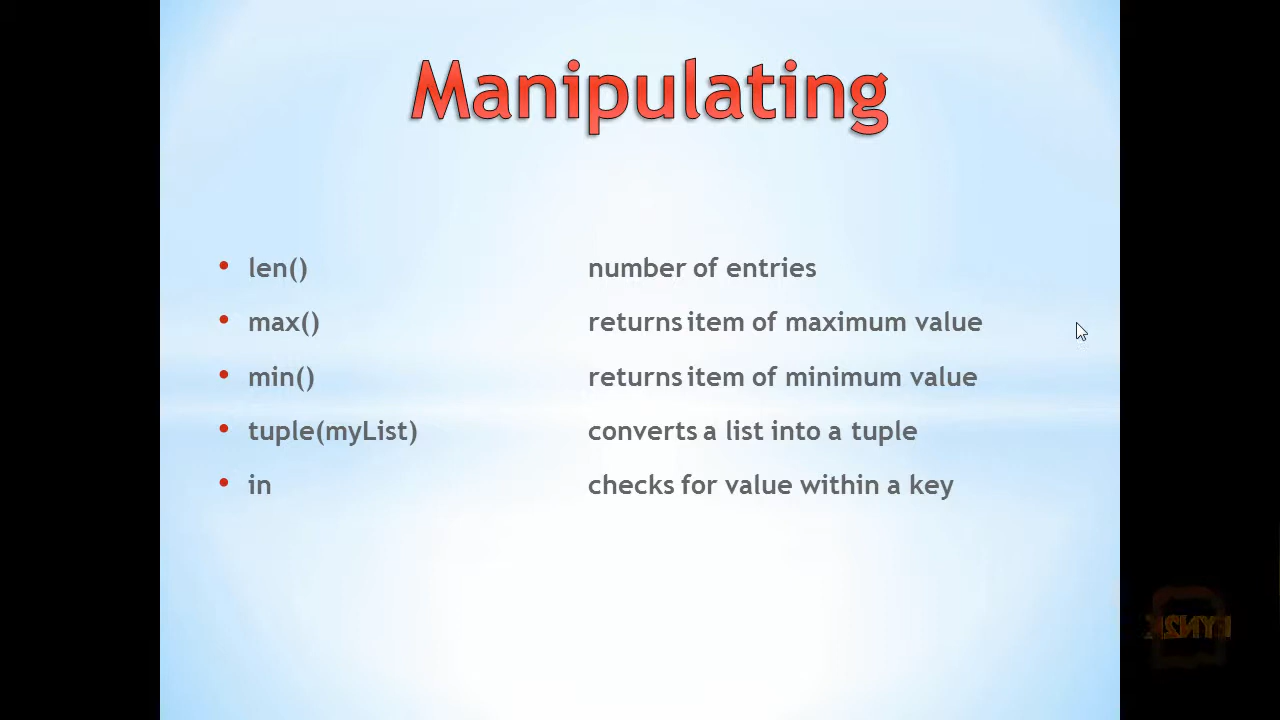 Manipulating
• len() number of entries
• max() returns item of maximum value
• min() returns item of minimum value
• tuple(myList) converts a list into a tuple
• in checks for value within a key